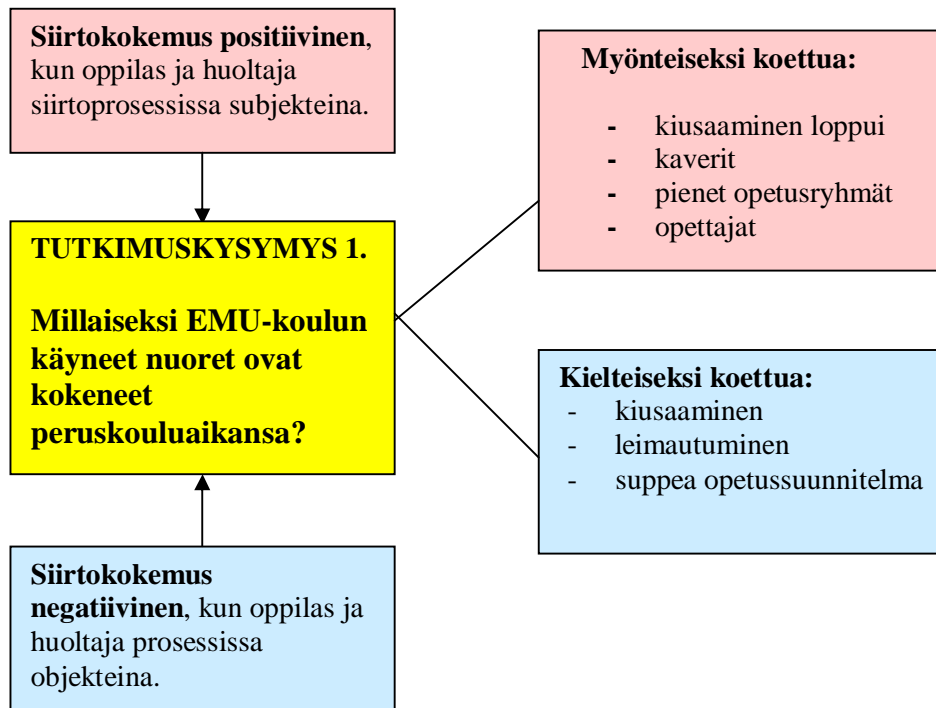 Siirtokokemus positiivinen,
kun oppilas ja huoltaja
siirtoprosessissa subjekteina.
TUTKIMUSKYSYMYS 1.
Millaiseksi EMU-koulun
käyneet nuoret ovat
kokeneet
peruskouluaikansa?
Siirtokokemus
negatiivinen, kun oppilas ja
huoltaja prosessissa
objekteina.
Myönteiseksi koettua:
- kiusaaminen loppui
- kaverit
- pienet opetusryhmät
- opettajat
Kielteiseksi koettua:
- kiusaaminen
- leimautuminen
- suppea opetussuunnitelma